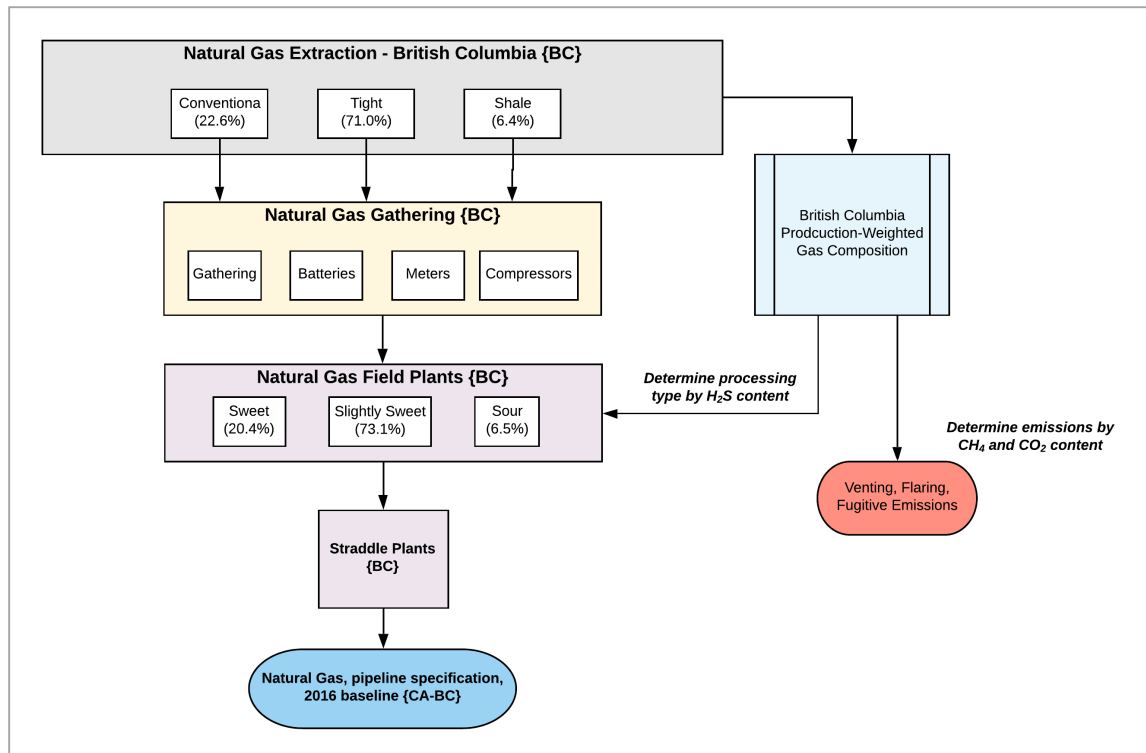 Natural Gas Extraction - British Columbia {BC}
Conventiona
(22.6%)
Tight
(71.0%)
Shale
(6.4%)
Natural Gas Gathering {BC}
Gathering
Batteries
Meters
Compressors
British Columbia
Prodcuction-Weighted
Gas Composition
Natural Gas Field Plants {BC}
Sweet
(20.4%)
Slightly Sweet
(73.1%)
Sour
(6.5%)
Determine processing
type by H₂S content
Determine emissions by
CH₄ and CO₂ content
Venting, Flaring,
Fugitive Emissions
Straddle Plants
{BC}
Natural Gas, pipeline specification,
2016 baseline {CA-BC}